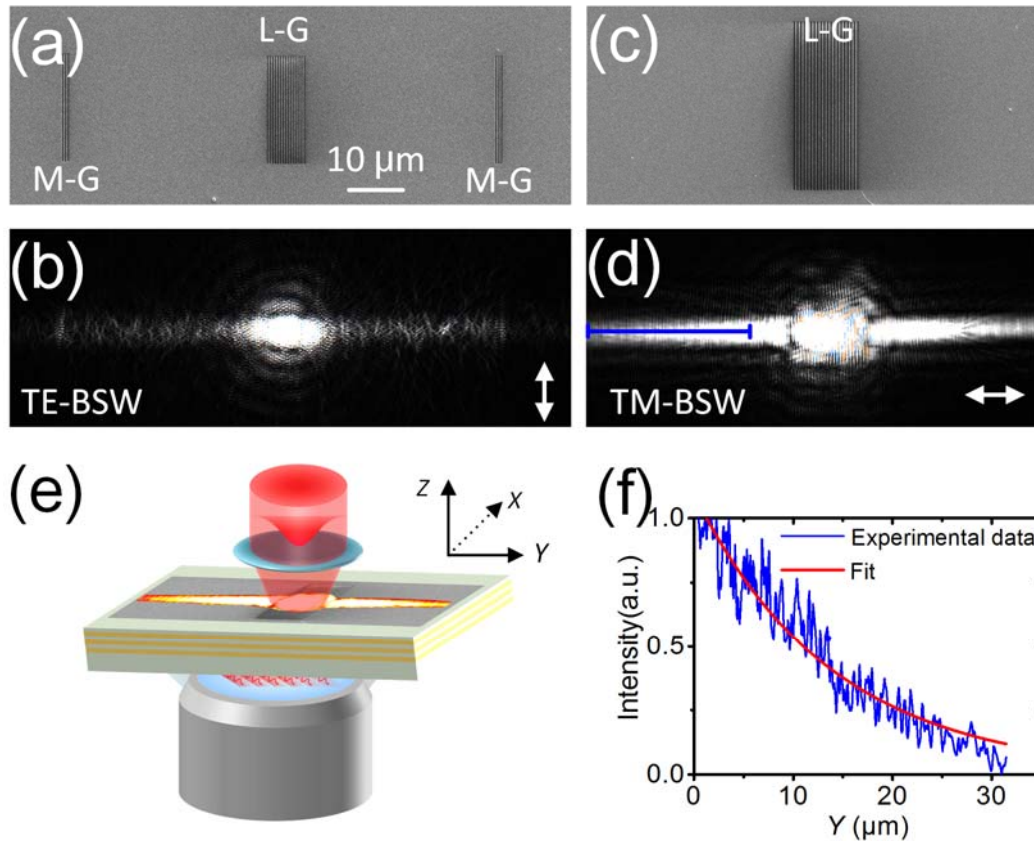 (a)
L-G
M-G
10 μm
M-G
(c)
L-G
(b)
TE-BSW
(d)
TM-BSW
(e)
Z
X
Y
(f)
1.0
Experimental data
Fit
0.5
Intensity(a.u.)
0.0
0
10
20
30
Y (μm)